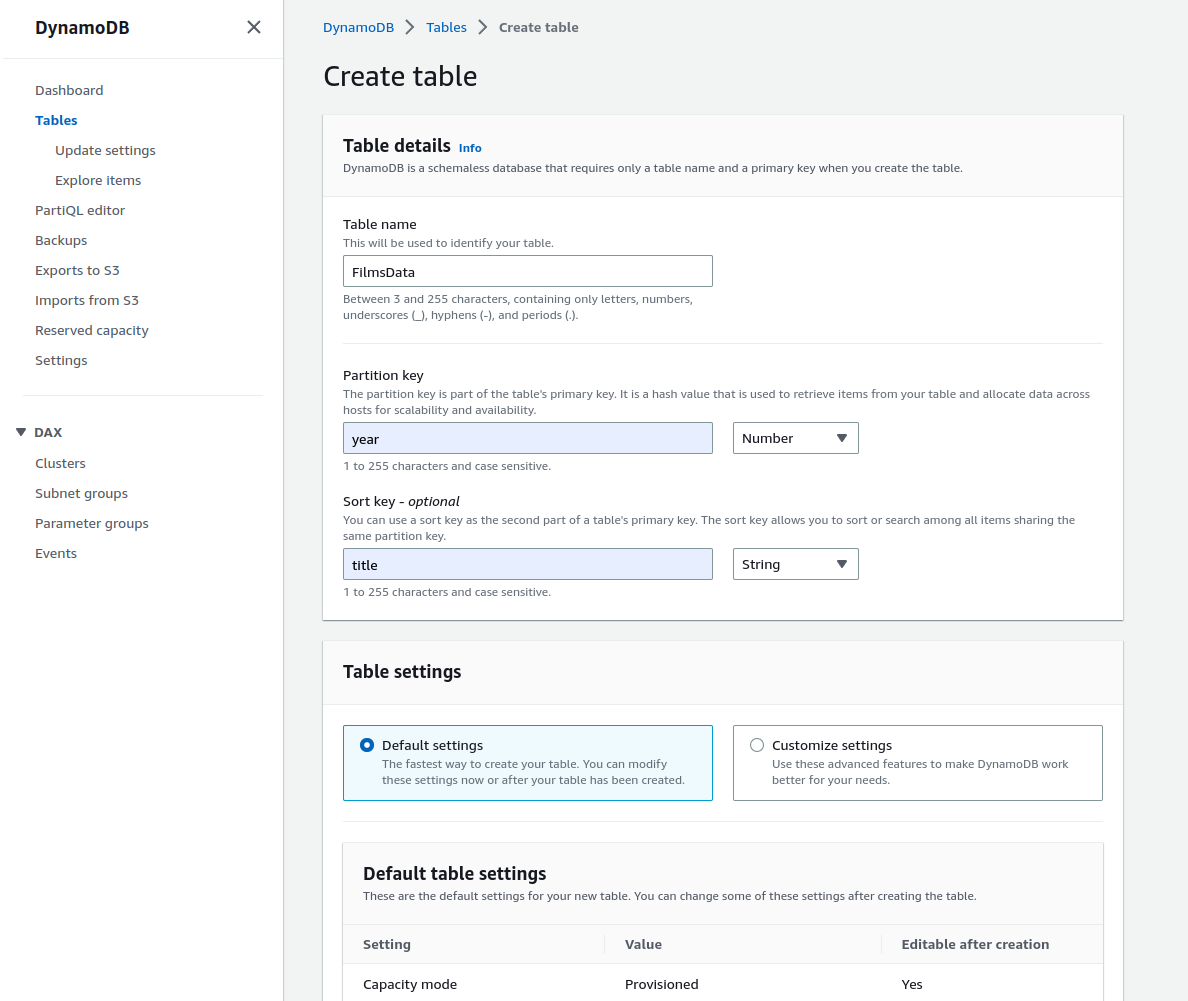 DynamoDB
Dashboard
Tables
Update settings
Explore items
PartiQL editor
Backups
Exports to S3
Imports from S3
Reserved capacity
Settings
DAX
Clusters
Subnet groups
Parameter groups
Events
DynamoDB > Tables > Create table
Create table
Table details Info
DynamoDB is a schemaless database that requires only a table name and a primary key when you create the table.
Table name
This will be used to identify your table.
FilmsData
Between 3 and 255 characters, containing only letters, numbers,
underscores (_), hyphens (-), and periods (.).
Partition key
The partition key is part of the table's primary key. It is a hash value that is used to retrieve items from your table and allocate data across
hosts for scalability and availability.
year Number
1 to 255 characters and case sensitive.
Sort key - optional
You can use a sort key as the second part of a table's primary key. The sort key allows you to sort or search among all items sharing the
same partition key.
title String
1 to 255 characters and case sensitive.
Table settings
Default settings
The fastest way to create your table. You can modify
these settings now or after your table has been created.
Customize settings
Use these advanced features to make DynamoDB work
better for your needs.
Default table settings
These are the default settings for your new table. You can change some of these settings after creating the table.
Setting Value Editable after creation
Capacity mode Provisioned Yes